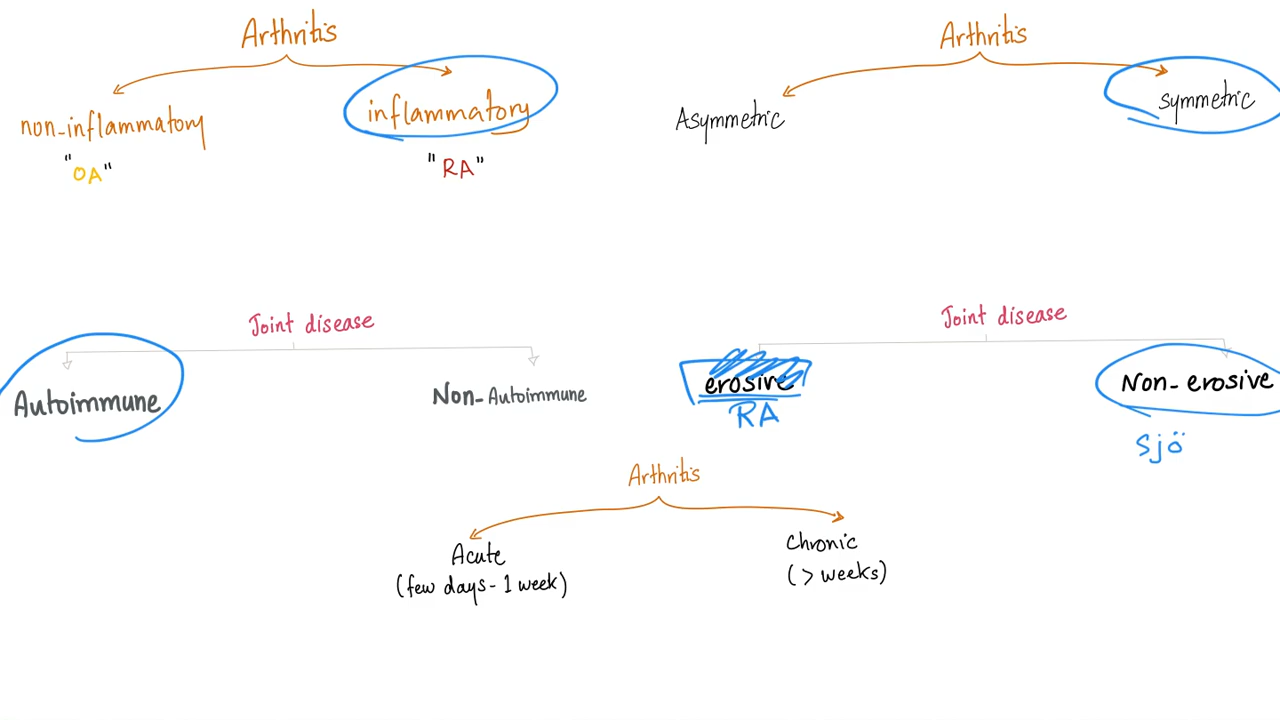 Arthritis
non-inflammatory
inflammatory
"OA"
"RA"
Arthritis
Asymmetric
symmetric
Joint disease
Autoimmune
Non-Autoimmune
Joint disease
erosive
RA
Non-erosive
Sjö
Arthritis
Acute
(few days - 1 week)
Chronic
(> weeks)